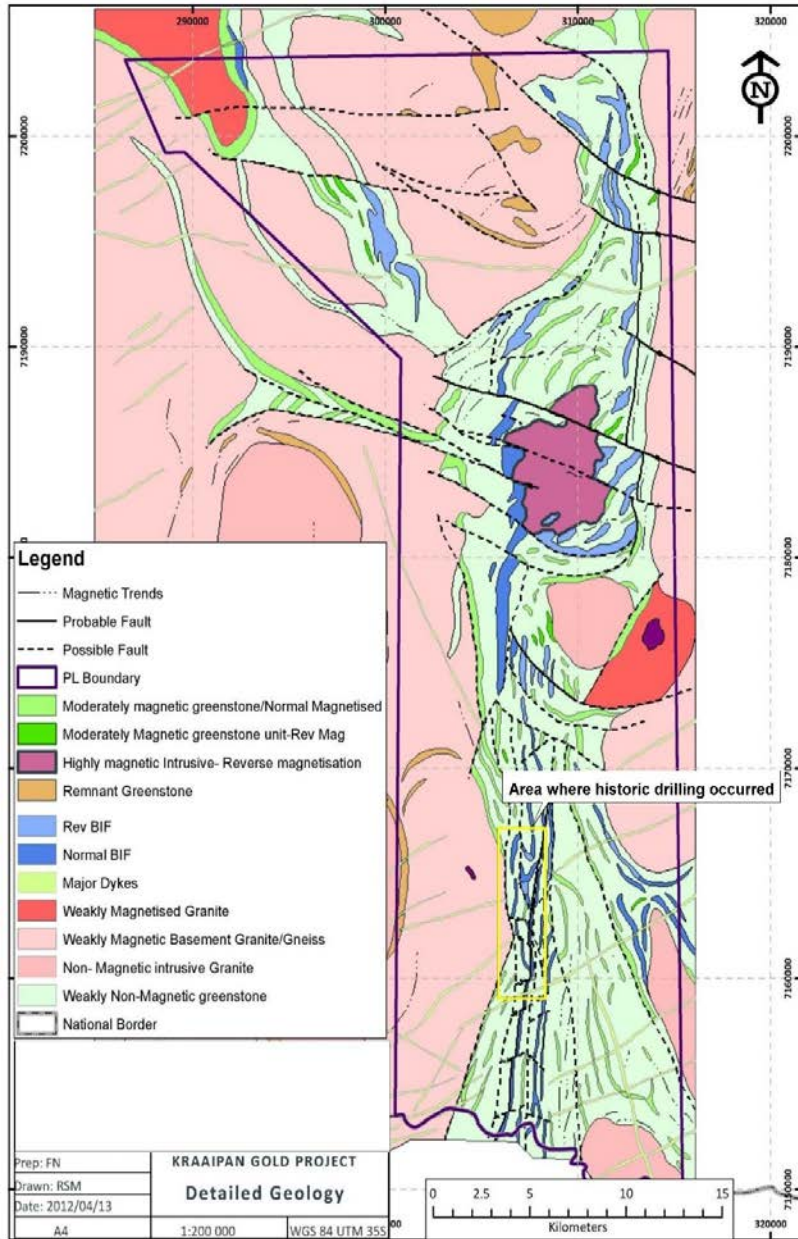 290000
300000
310000
320000
N
7200000
7190000
7180000
7170000
7160000
Legend
Magnetic Trends
Probable Fault
Possible Fault
PL Boundary
Moderately magnetic greenstone/Normal Magnetised
Moderately Magnetic greenstone unit-Rev Mag
Highly magnetic Intrusive- Reverse magnetisation
Remnant Greenstone
Rev BIF
Normal BIF
Major Dykes
Weakly Magnetised Granite
Weakly Magnetic Basement Granite/Gneiss
Non- Magnetic intrusive Granite
Weakly Non-Magnetic greenstone
National Border
Area where historic drilling occurred
Prep: FN
Drawn: RSM
Date: 2012/04/13
A4
KRAAIPAN GOLD PROJECT
Detailed Geology
1:200 000
WGS 84 UTM 35S
0 2.5 5 10 15
Kilometers
320000